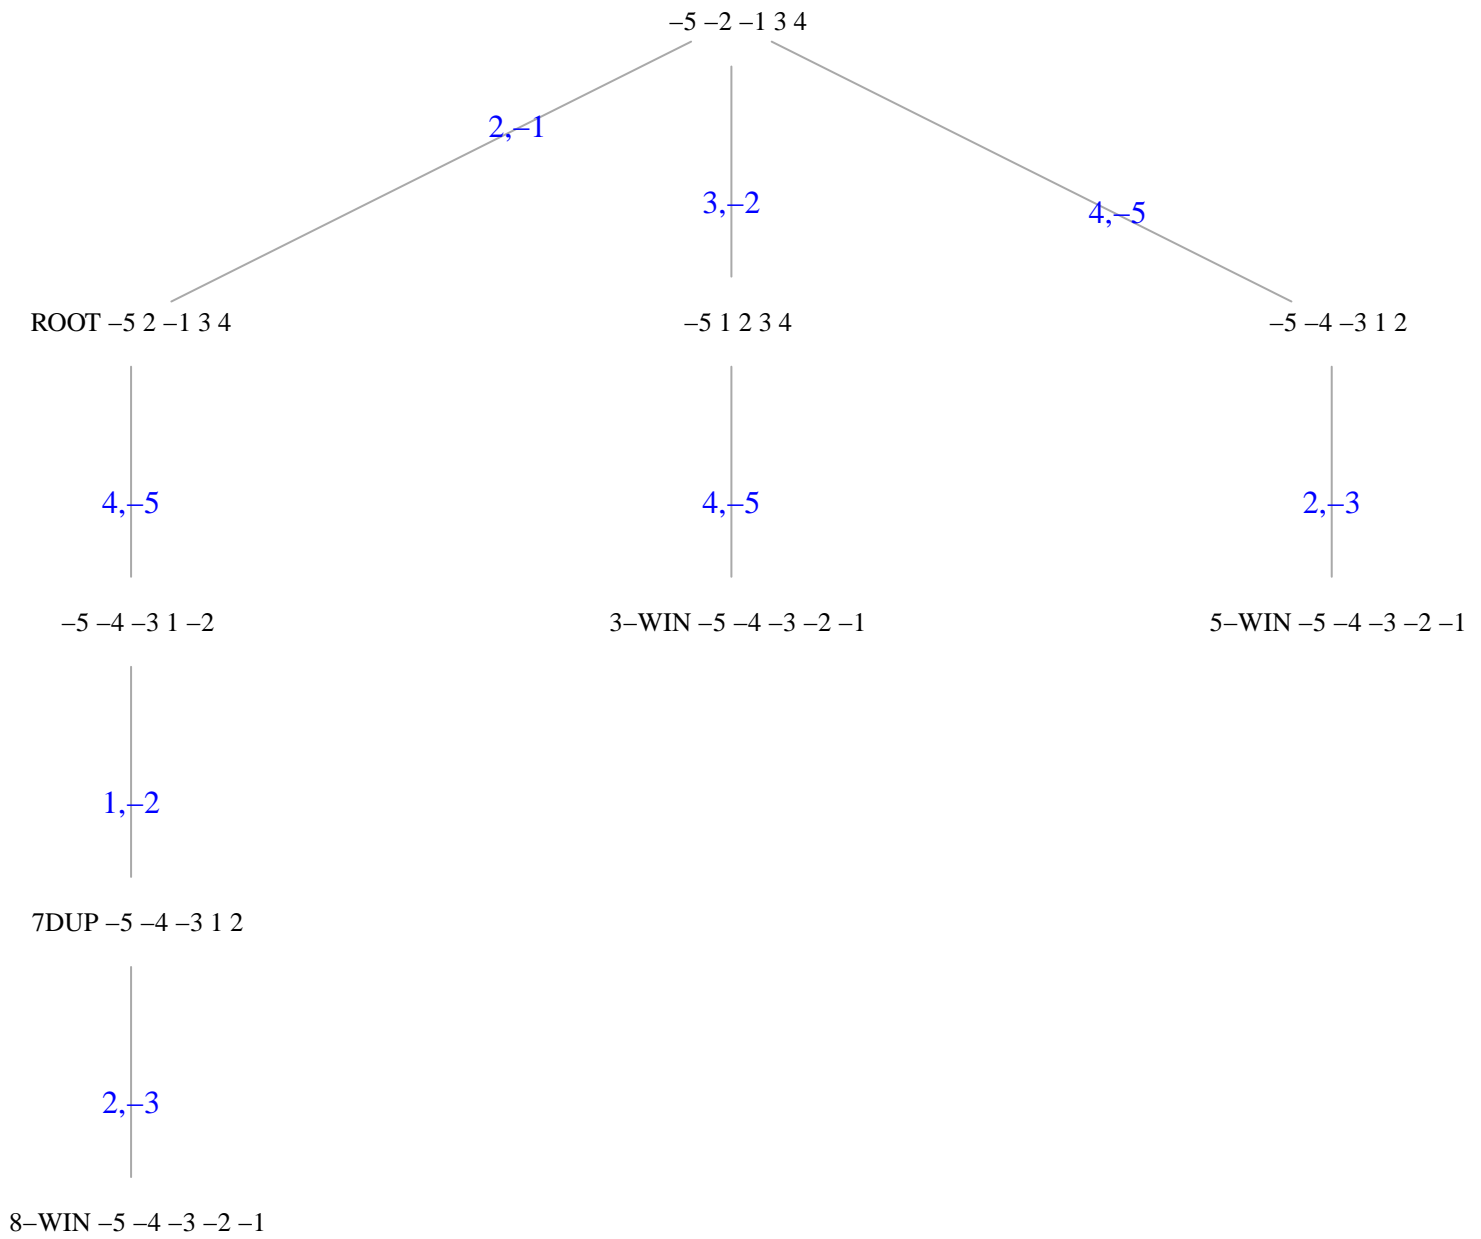 –5 –2 –1 3 4
2,–1
3,–2
4,–5
ROOT –5 2 –1 3 4
–5 1 2 3 4
–5 –4 –3 1 2
4,–5
4,–5
2,–3
–5 –4 –3 1 –2
3–WIN –5 –4 –3 –2 –1
5–WIN –5 –4 –3 –2 –1
1,–2
7DUP –5 –4 –3 1 2
2,–3
8–WIN –5 –4 –3 –2 –1